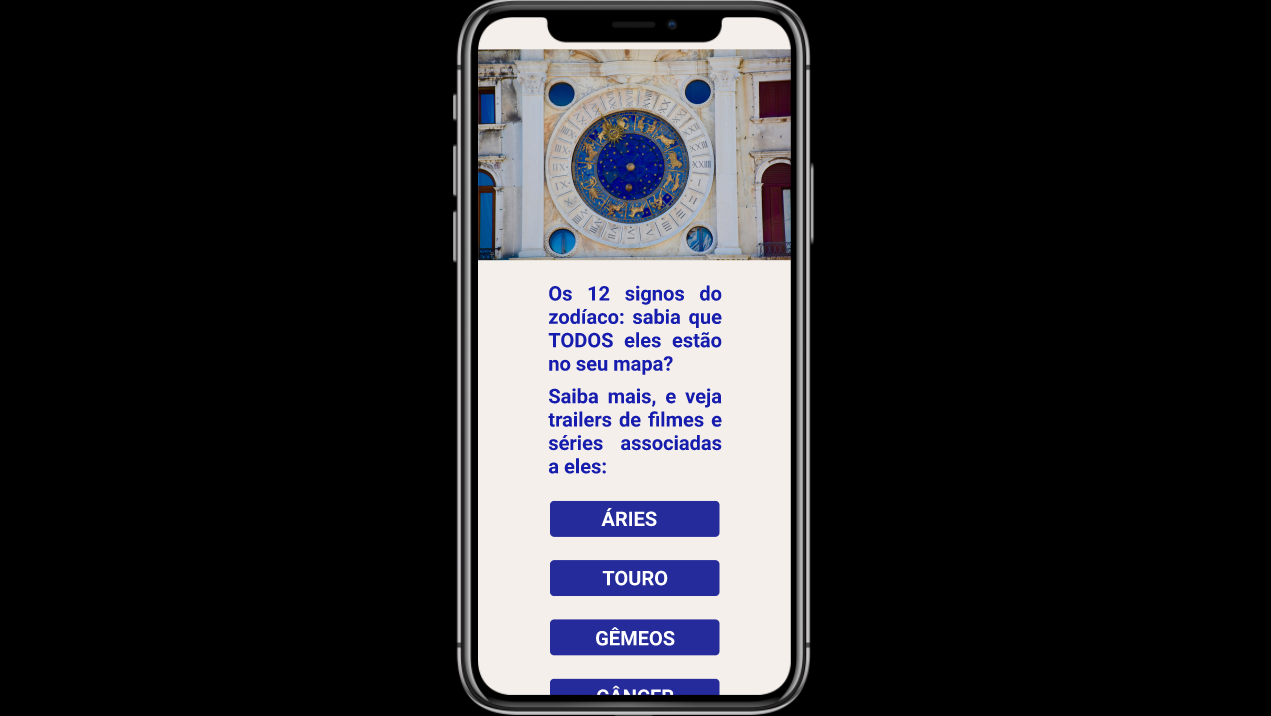 Os 12 signos do
zodíaco: sabia que
TODOS eles estão
no seu mapa?
Saiba mais, e veja
trailers de filmes e
séries associadas
a eles:
ÁRIES
TOURO
GÊMEOS
CÂNCER